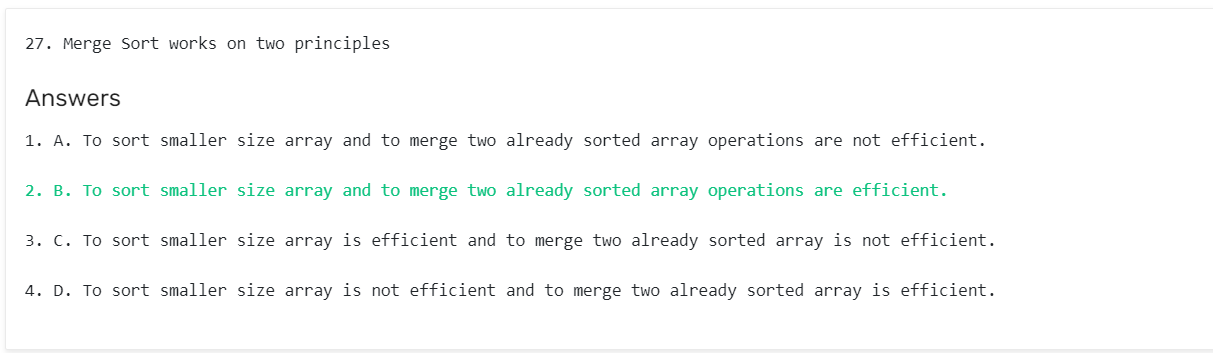 27. Merge Sort works on two principles
Answers
1. A. To sort smaller size array and to merge two already sorted array operations are not efficient.
2. B. To sort smaller size array and to merge two already sorted array operations are efficient.
3. C. To sort smaller size array is efficient and to merge two already sorted array is not efficient.
4. D. To sort smaller size array is not efficient and to merge two already sorted array is efficient.